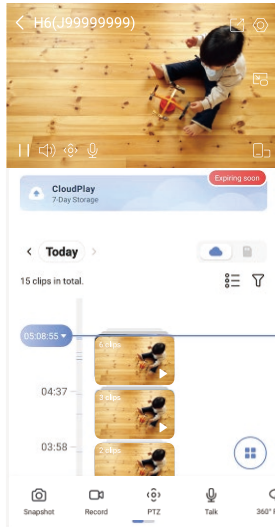 H6(J99999999)
Expiring soon
CloudPlay
7-Day Storage
Today
15 clips in total.
05:08:55
6 clips
04:37
3 clips
03:58
2 clips
Snapshot
Record
PTZ
Talk
360°